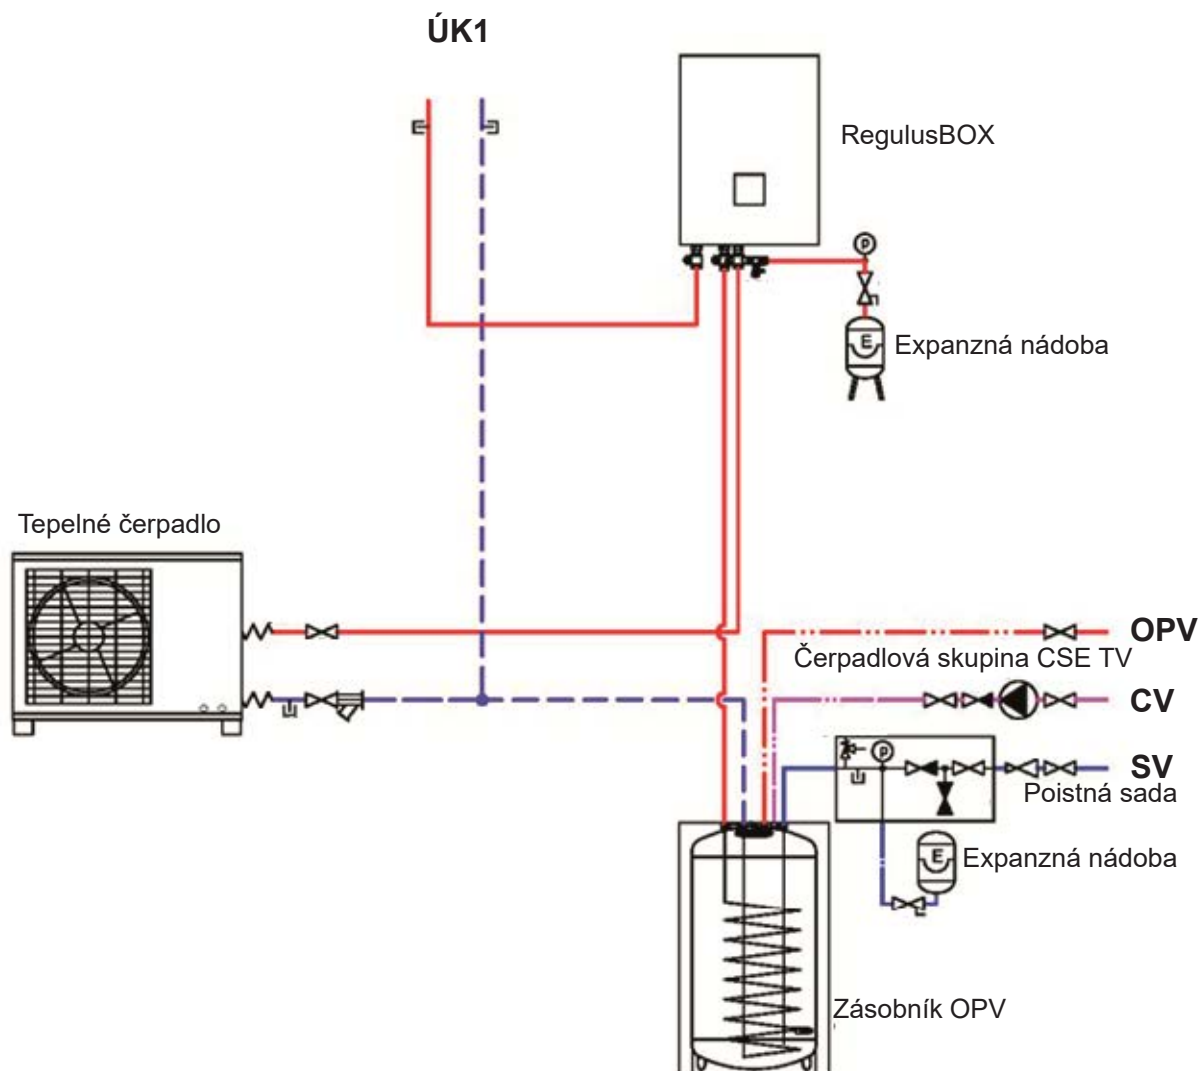 ÚK1
RegulusBOX
P
E
Expanzná nádoba
Tepelné čerpadlo
OPV
Čerpadlová skupina CSE TV
CV
P
SV
Poistná sada
E
Expanzná nádoba
Zásobník OPV